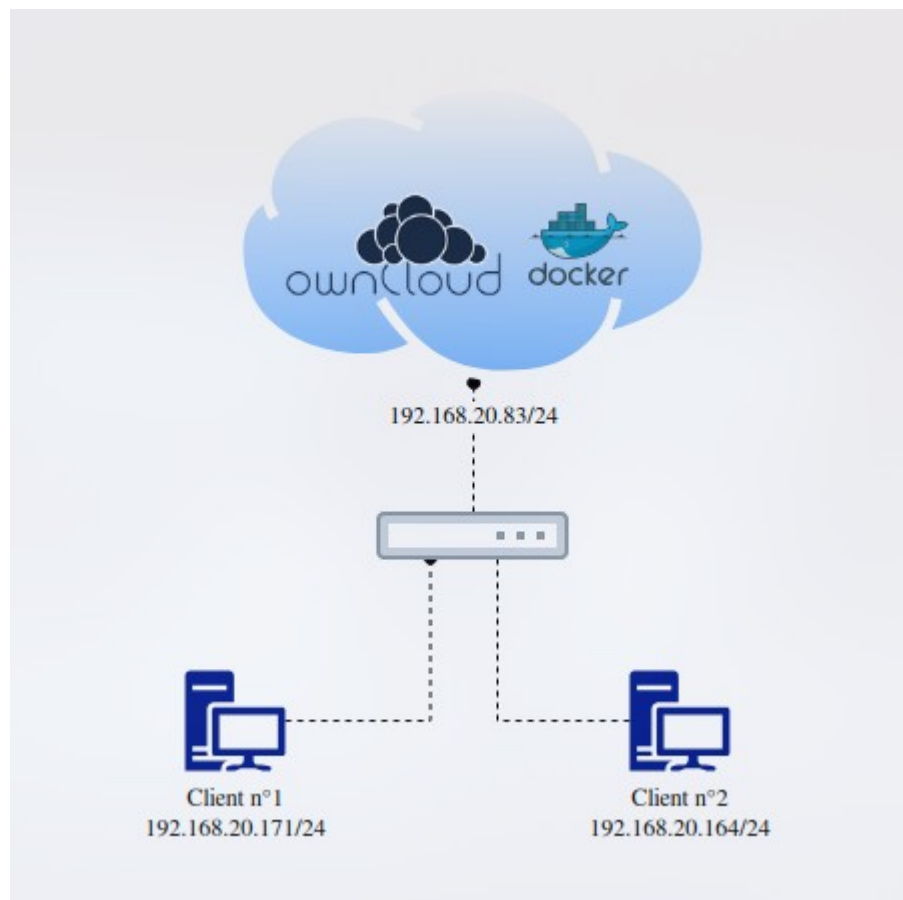 ownCloud
docker
192.168.20.83/24
Client n°1
192.168.20.171/24
Client n°2
192.168.20.164/24